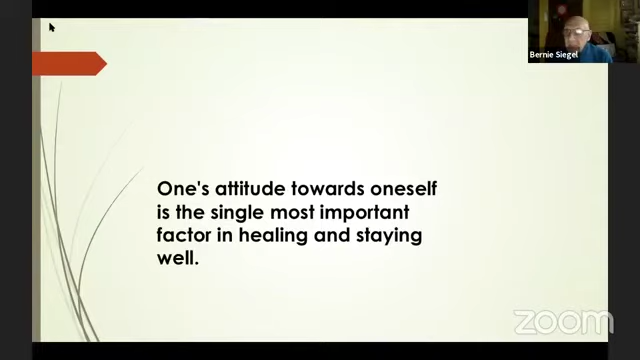 Bernie Siegel
One's attitude towards oneself
is the single most important
factor in healing and staying
well.
zoom